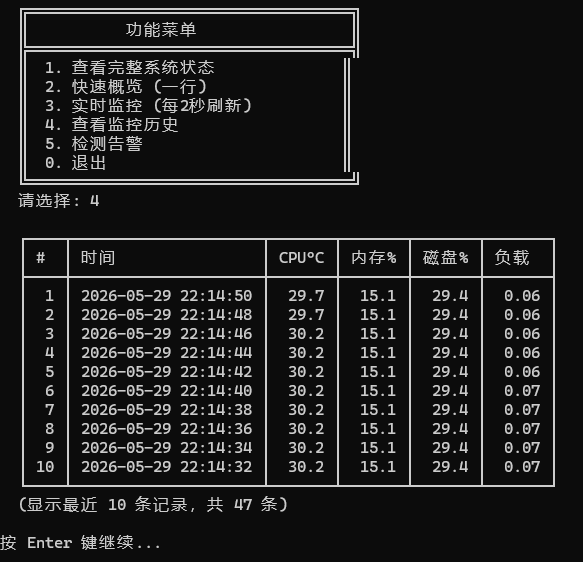 功能菜单
1. 查看完整系统状态
2. 快速概览 (一行)
3. 实时监控 (每2秒刷新)
4. 查看监控历史
5. 检测告警
0. 退出
请选择: 4
# 时间 CPU°C 内存% 磁盘% 负载
1 2026-05-29 22:14:50 29.7 15.1 29.4 0.06
2 2026-05-29 22:14:48 29.7 15.1 29.4 0.06
3 2026-05-29 22:14:46 30.2 15.1 29.4 0.06
4 2026-05-29 22:14:44 30.2 15.1 29.4 0.06
5 2026-05-29 22:14:42 30.2 15.1 29.4 0.06
6 2026-05-29 22:14:40 30.2 15.1 29.4 0.07
7 2026-05-29 22:14:38 30.2 15.1 29.4 0.07
8 2026-05-29 22:14:36 30.2 15.1 29.4 0.07
9 2026-05-29 22:14:34 30.2 15.1 29.4 0.07
10 2026-05-29 22:14:32 30.2 15.1 29.4 0.07
(显示最近 10 条记录, 共 47 条)
按 Enter 键继续...